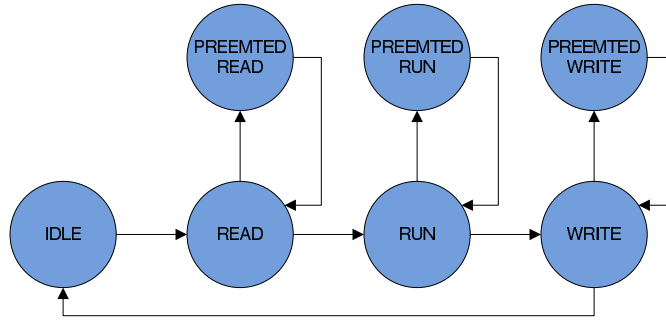 PREEMTED
READ
PREEMTED
RUN
PREEMTED
WRITE
IDLE
READ
RUN
WRITE